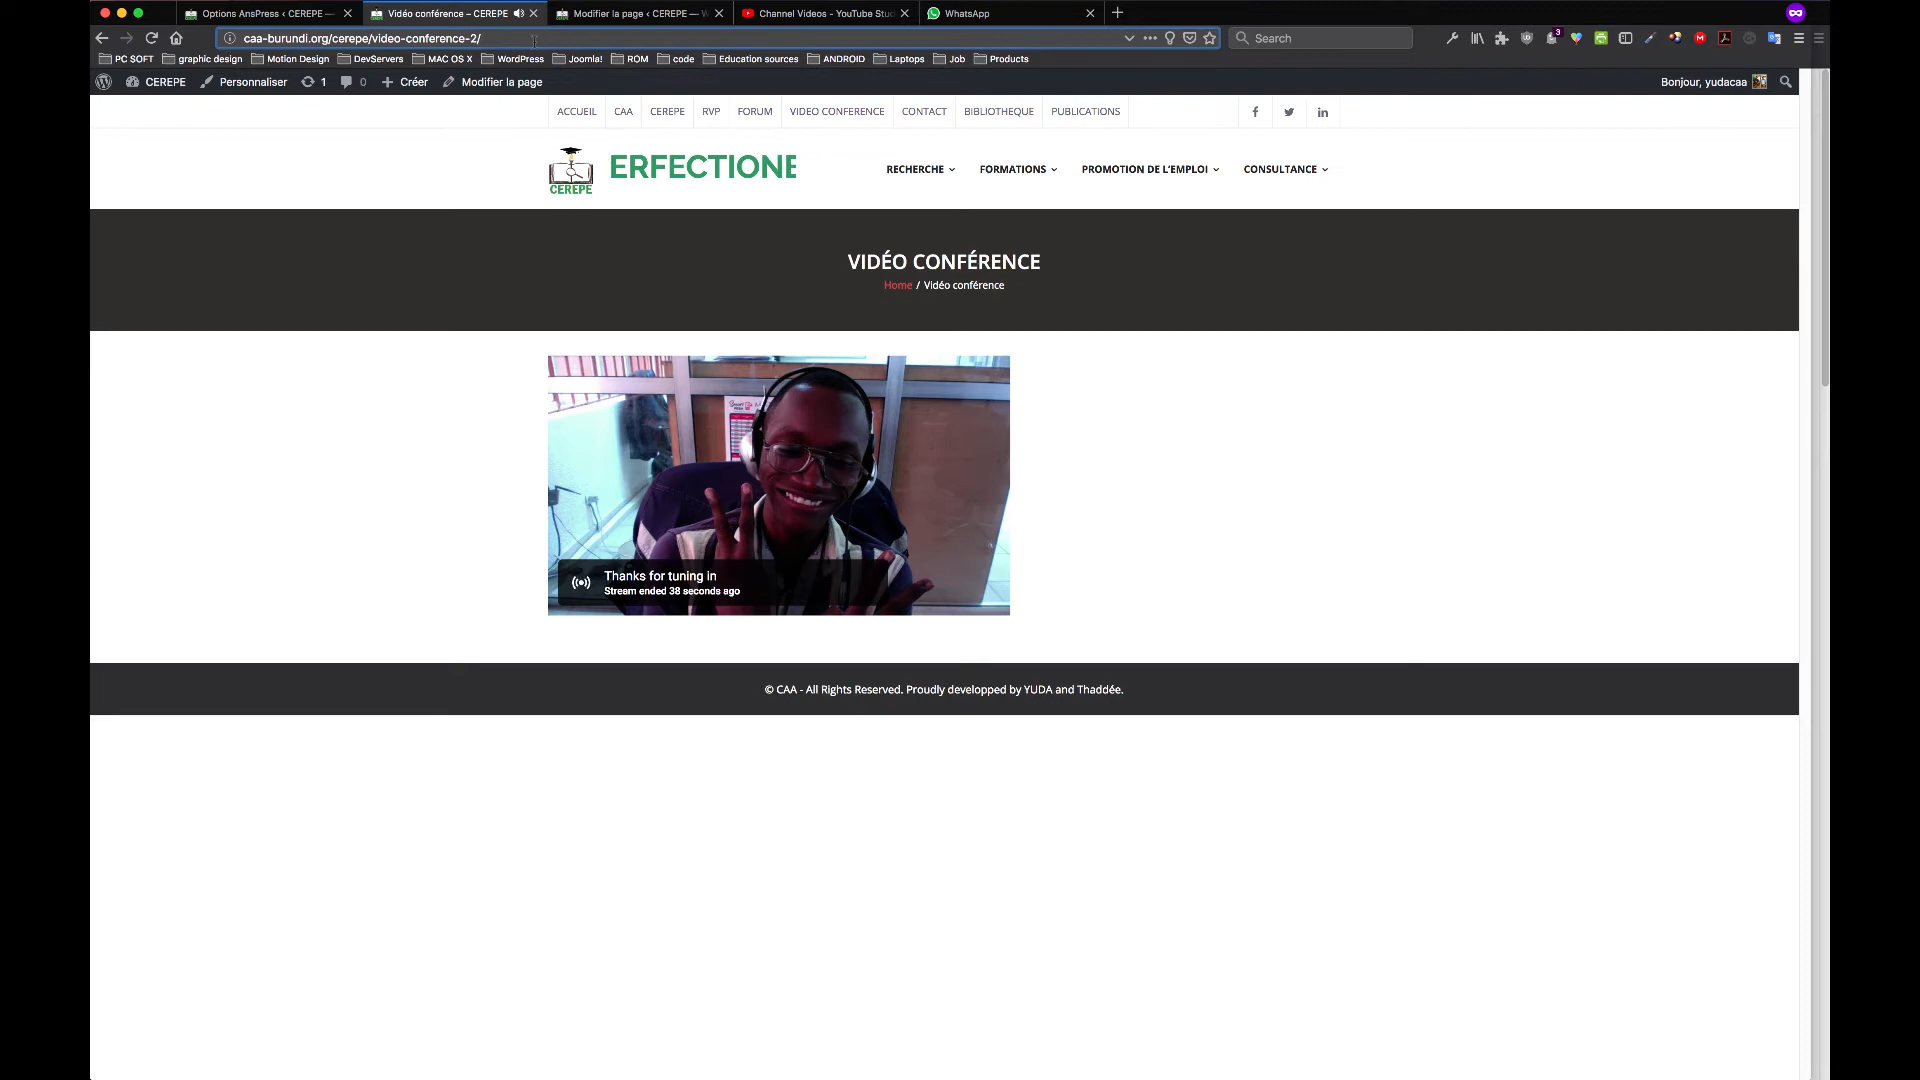 Options AnsPress ‹ CEREPE —
Vidéo conférence – CEREPE
Modifier la page ‹ CEREPE — W
Channel Videos - YouTube Stud
WhatsApp
caa-burundi.org/cerepe/video-conference-2/
Search
3
PC SOFT
graphic design
Motion Design
DevServers
MAC OS X
WordPress
Joomla!
ROM
code
Education sources
ANDROID
Laptops
Job
Products
CEREPE
Personnaliser
1
0
Créer
Modifier la page
Bonjour, yudacaa
ACCUEIL
CAA
CEREPE
RVP
FORUM
VIDEO CONFERENCE
CONTACT
BIBLIOTHEQUE
PUBLICATIONS
CEREPE
ERFECTIONE
RECHERCHE
FORMATIONS
PROMOTION DE L'EMPLOI
CONSULTANCE
VIDÉO CONFÉRENCE
Home / Vidéo conférence
Thanks for tuning in
Stream ended 38 seconds ago
© CAA - All Rights Reserved. Proudly developped by YUDA and Thaddée.